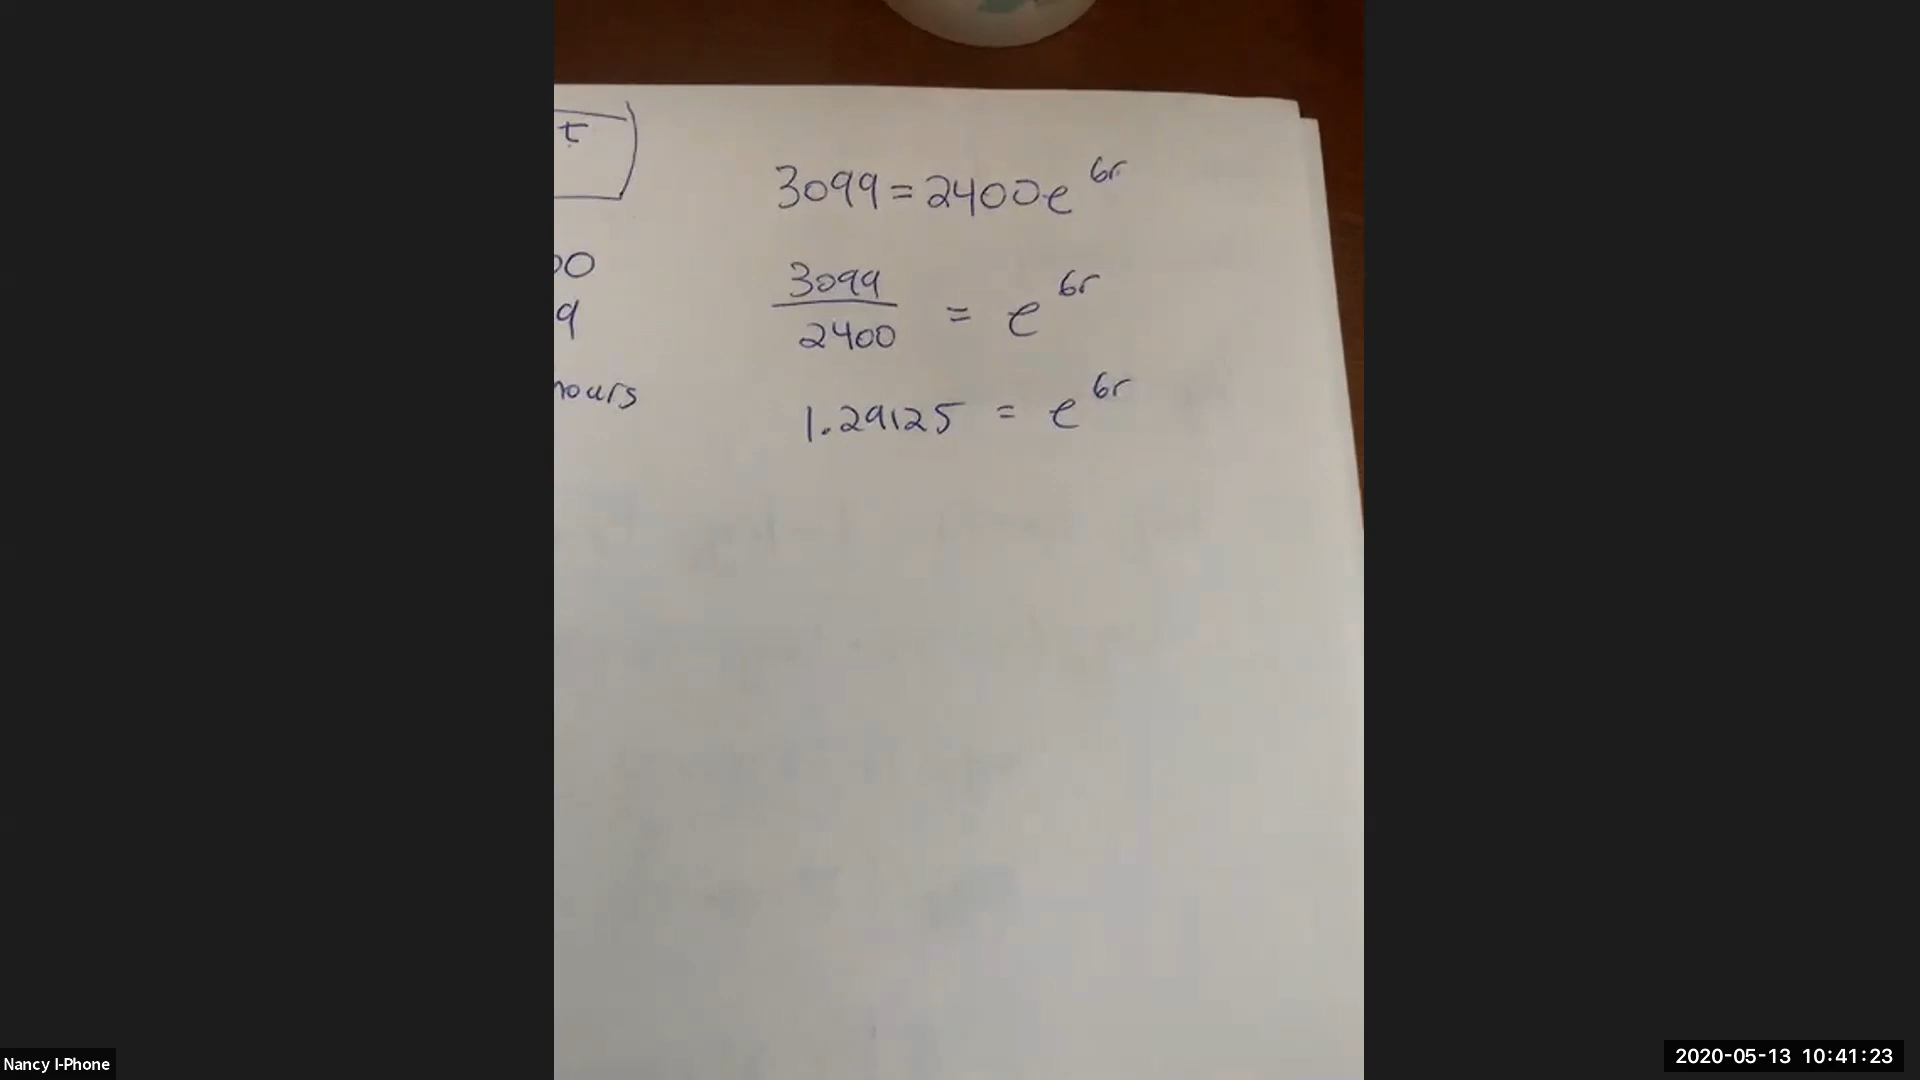 t
3099 = 2400e^6r
00
3099/2400 = e^6r
9
hours
1.29125 = e^6r
Nancy I-Phone
2020-05-13 10:41:23